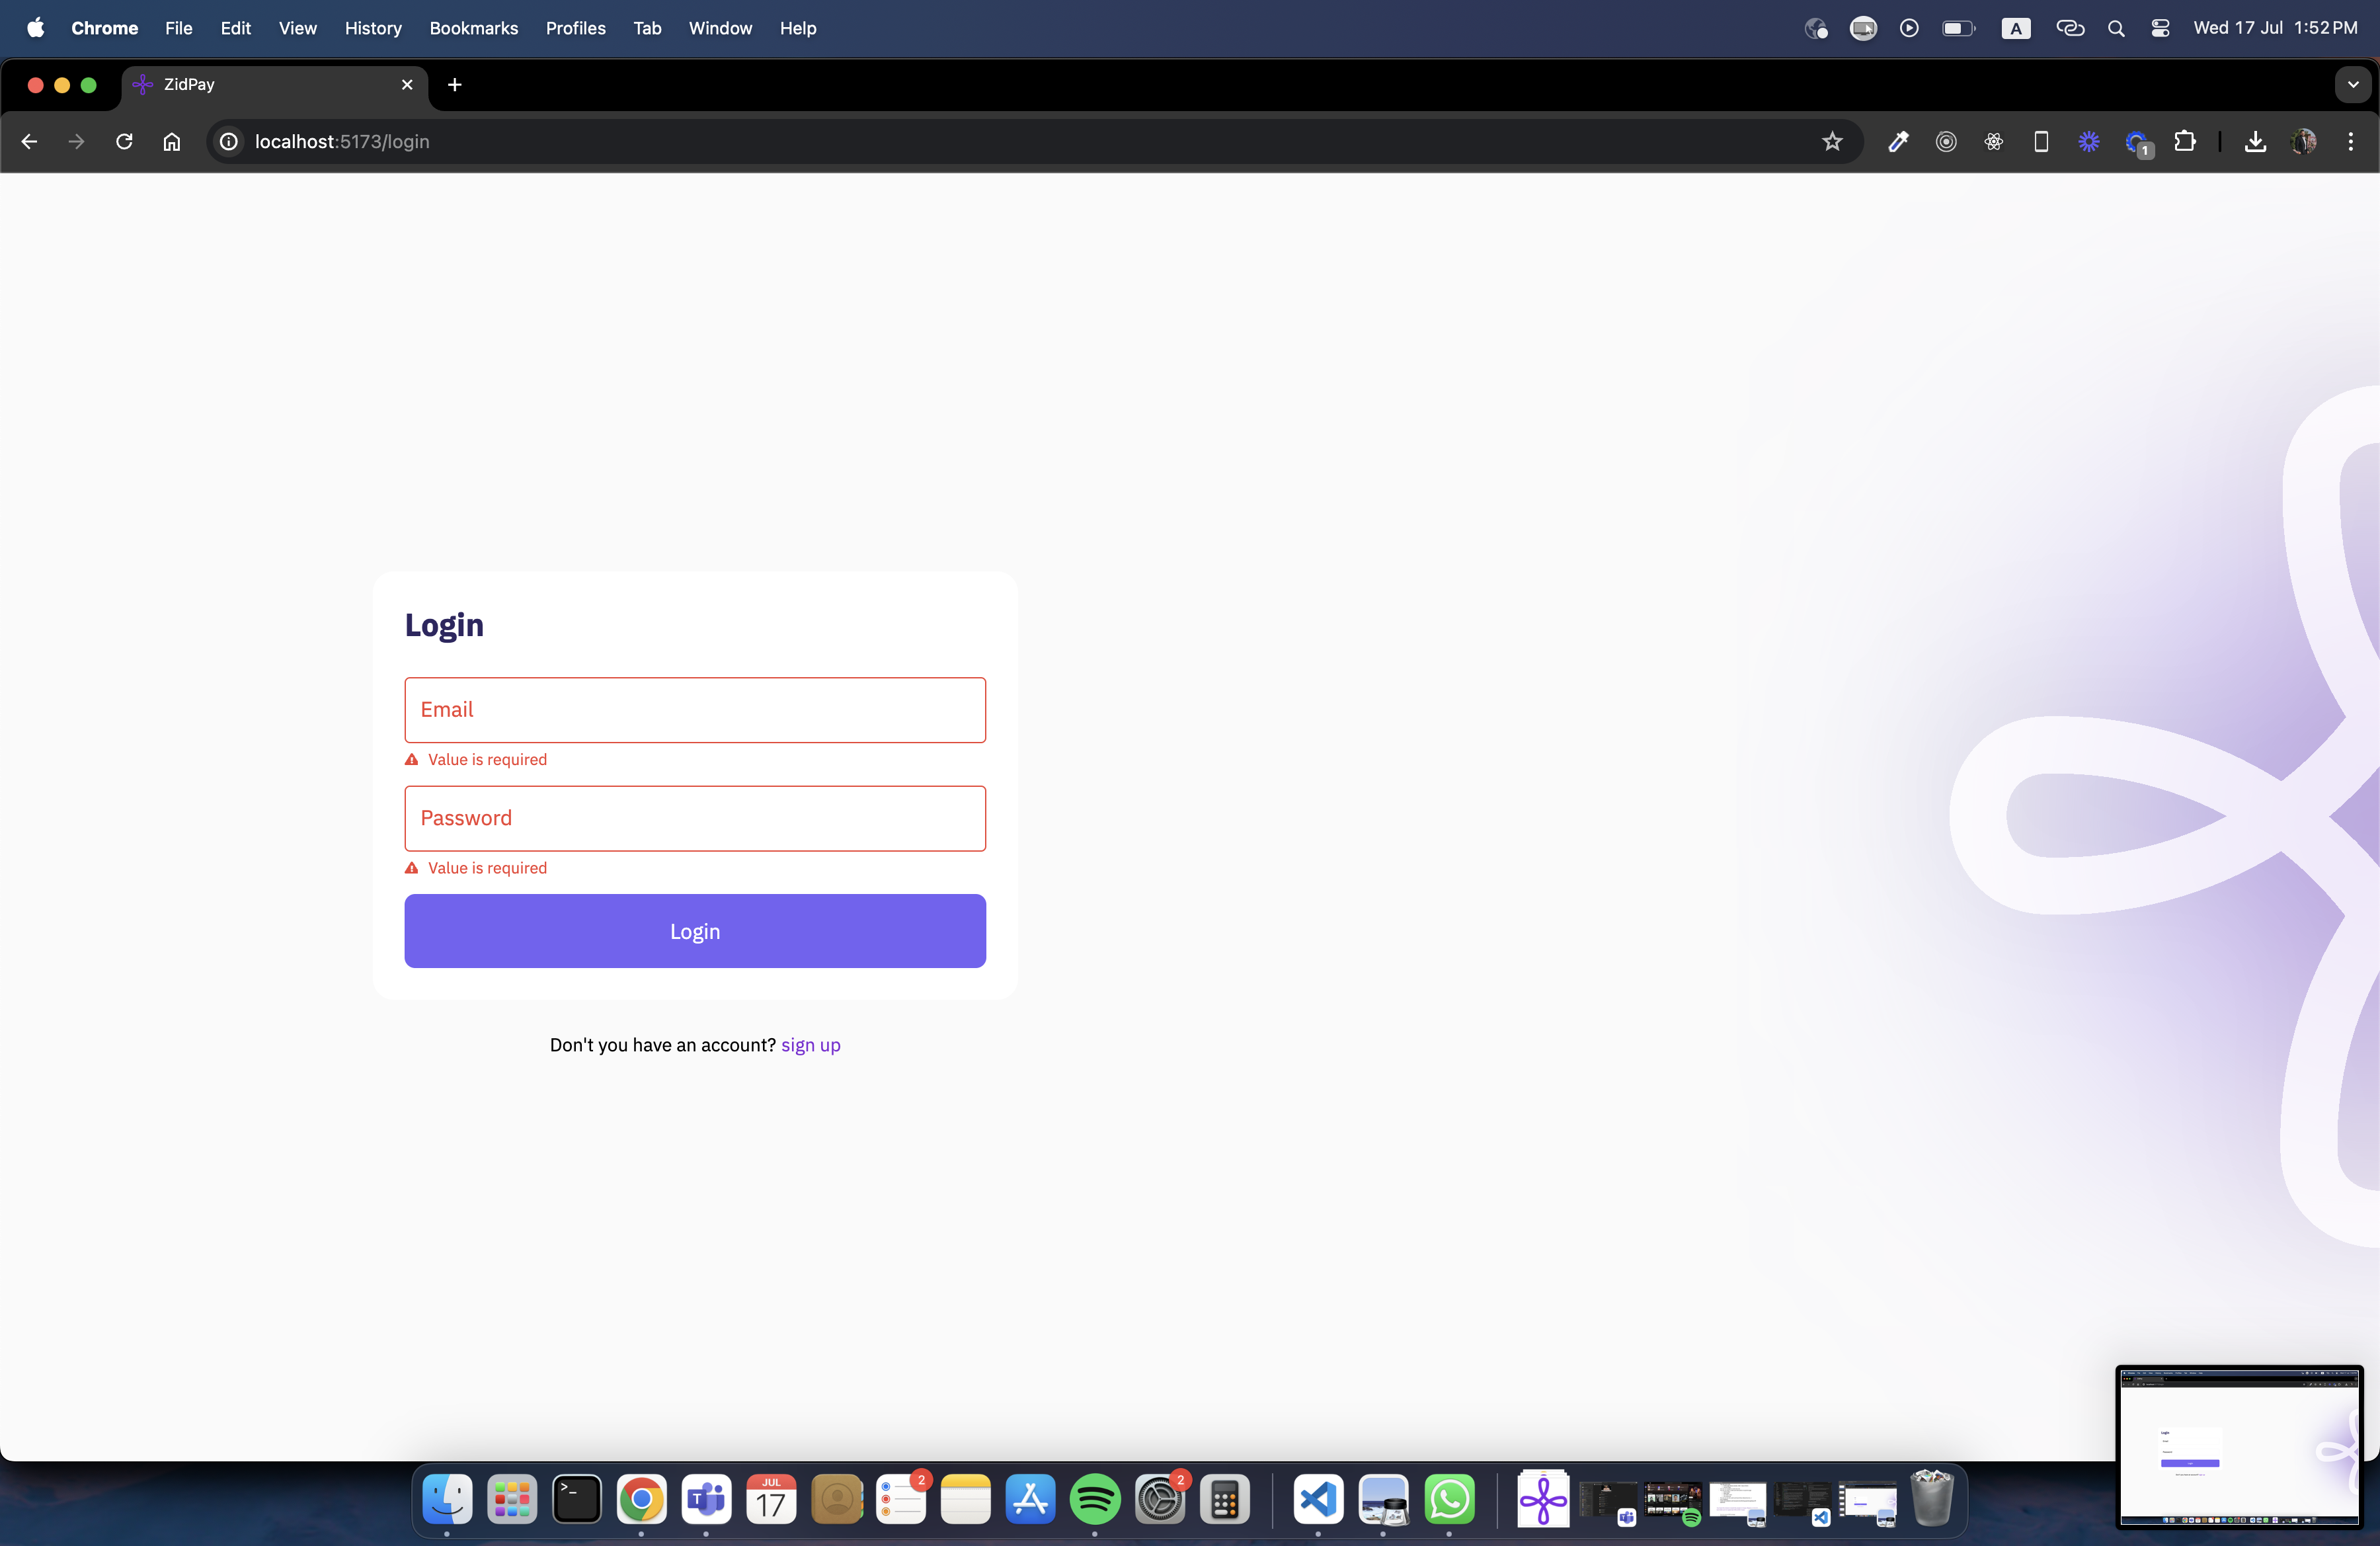 Chrome File Edit View History Bookmarks Profiles Tab Window Help A Wed 17 Jul 1:52 PM
ZidPay
localhost:5173/login 1
Login
Email
Value is required
Password
Value is required
Login
Don't you have an account? sign up
JUL 17 2 2